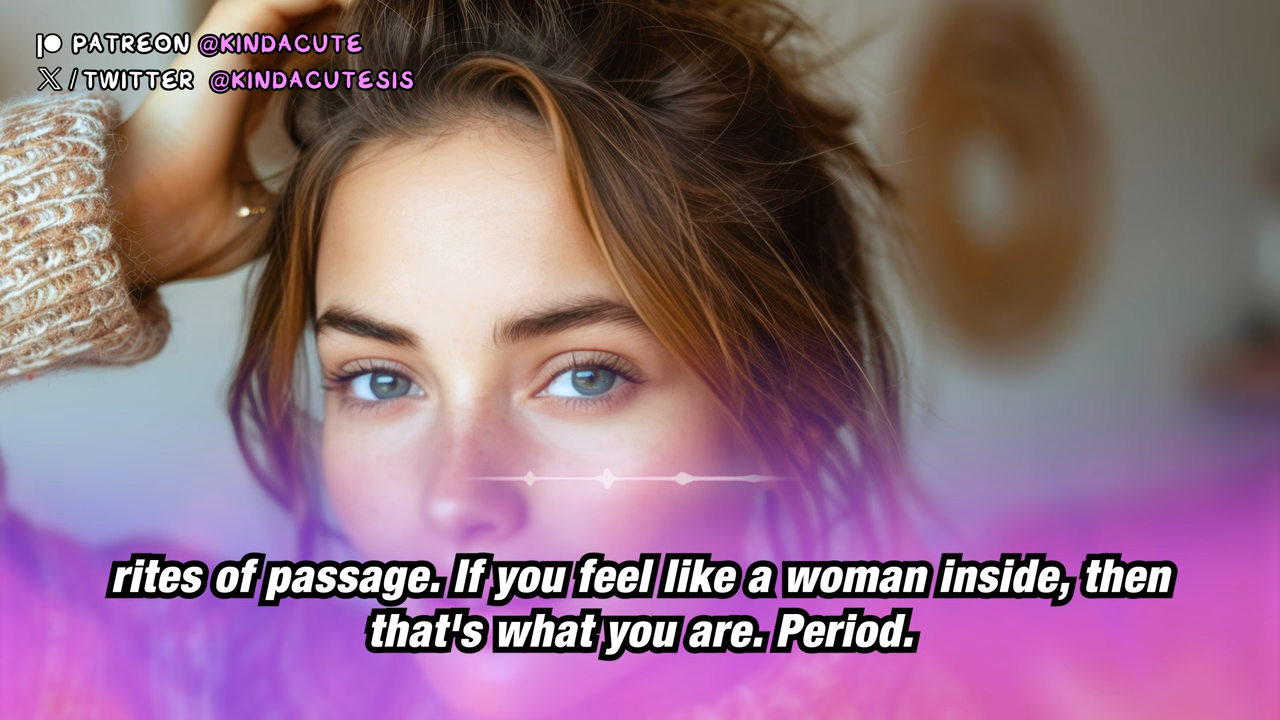 PATREON @KINDACUTE
X / TWITTER @KINDACUTESIS
rites of passage. If you feel like a woman inside, then
that's what you are. Period.